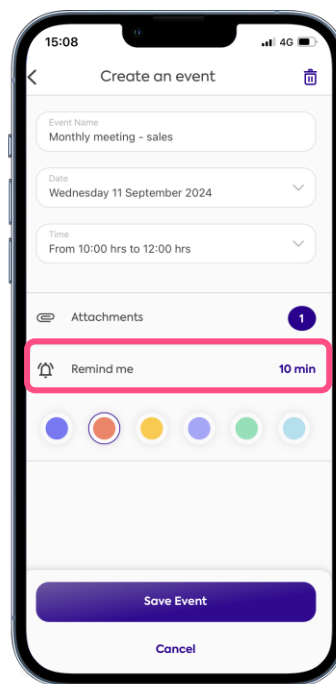 15:08
4G
Create an event
Event Name
Monthly meeting - sales
Date
Wednesday 11 September 2024
Time
From 10:00 hrs to 12:00 hrs
Attachments 1
Remind me 10 min
Save Event
Cancel